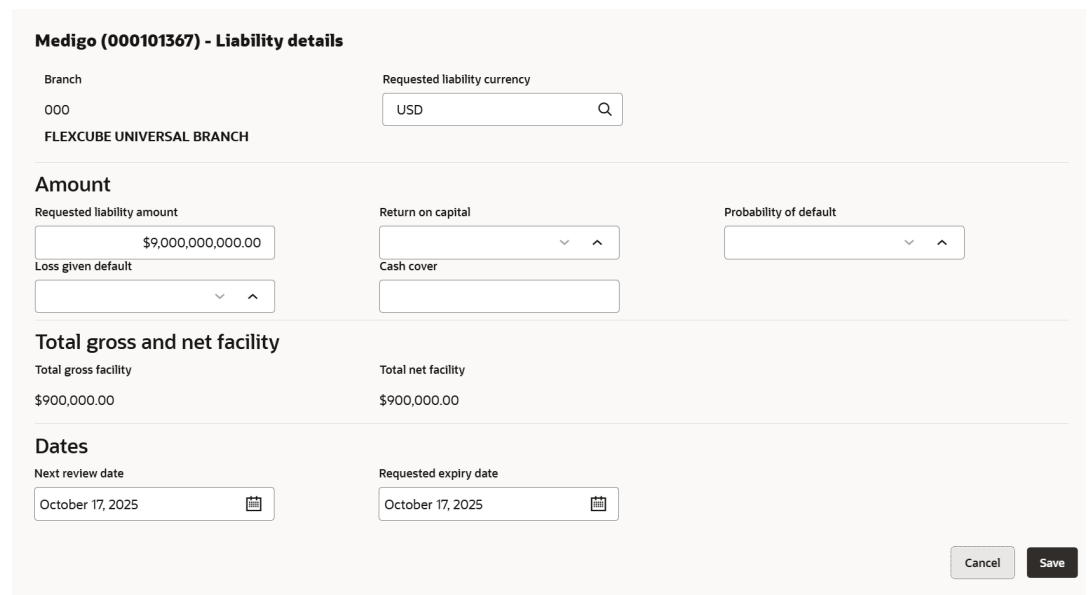 Medigo (000101367) - Liability details
Branch Requested liability currency
000 USD
FLEXCUBE UNIVERSAL BRANCH
Amount
Requested liability amount Return on capital Probability of default
$9,000,000,000.00
Loss given default Cash cover
Total gross and net facility
Total gross facility Total net facility
$900,000.00 $900,000.00
Dates
Next review date Requested expiry date
October 17, 2025 October 17, 2025
Cancel Save